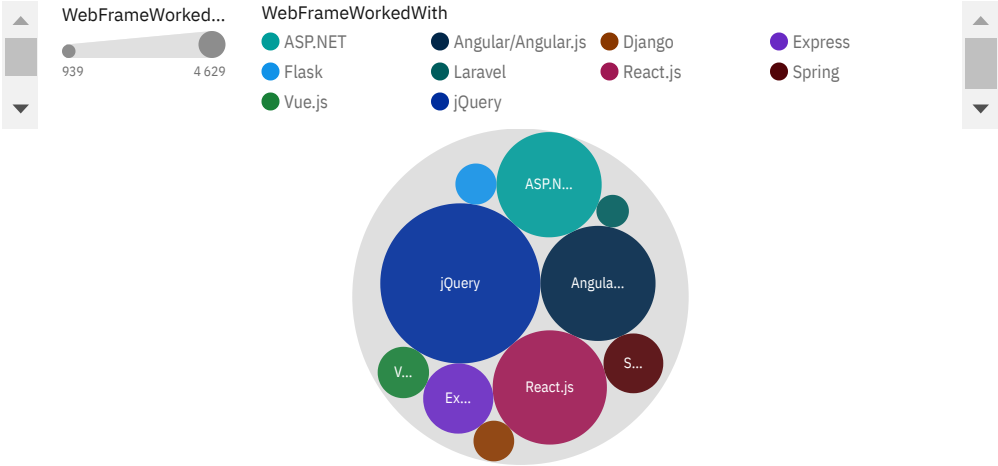 WebFrameWorked...
939 4 629
WebFrameWorkedWith
ASP.NET Angular/Angular.js Django Express
Flask Laravel React.js Spring
Vue.js jQuery
ASP.N...
jQuery Angula...
S...
V...
React.js
Ex...